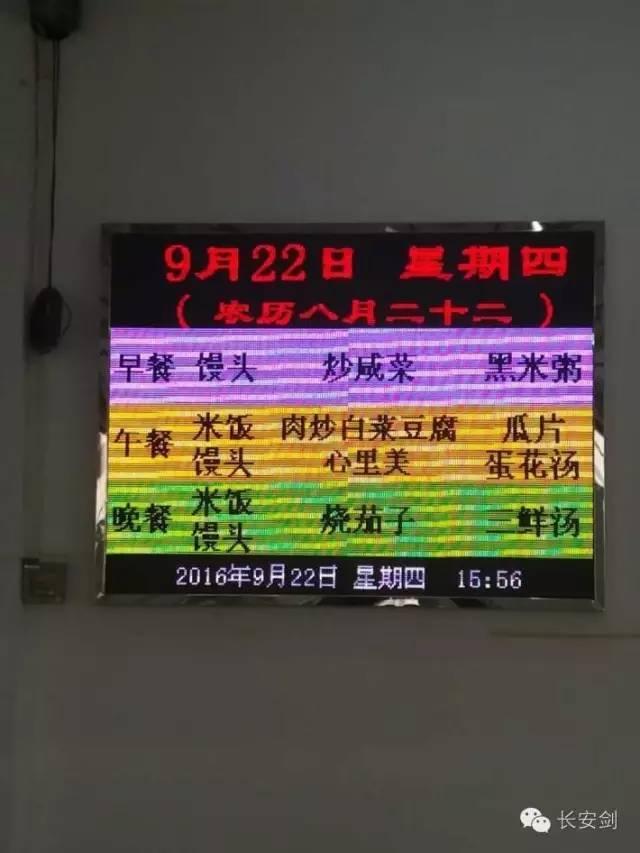 9月22日 星期四
（农历八月二十二）
早餐 馒头 炒咸菜 黑米粥
午餐 米饭 肉炒白菜豆腐 瓜片
馒头 心里美 蛋花汤
晚餐 米饭 烧茄子 三鲜汤
馒头
2016年9月22日 星期四 15:56
长安剑